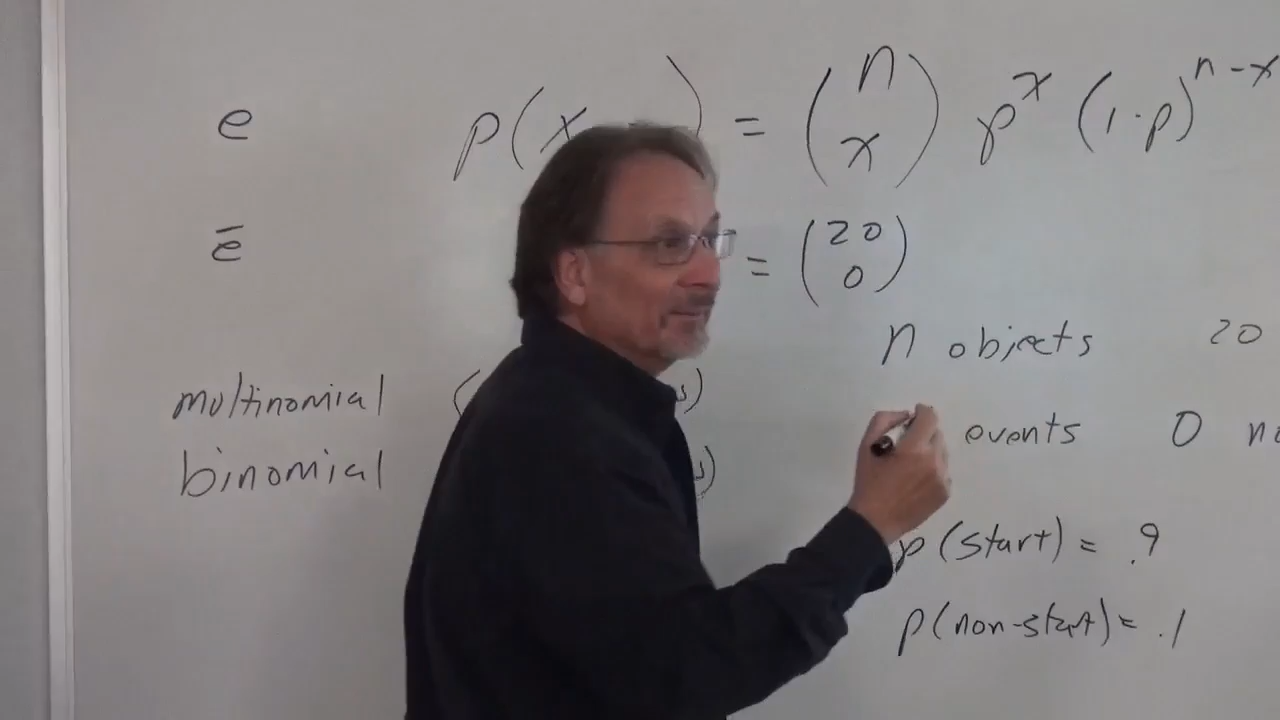 e p(x ) = (n x) p^x (1-p)^n-x
ē = (20 0)
n objects 20
multinomial ( s)
events 0
binomial s)
p(start) = .9
p(non-start) = .1